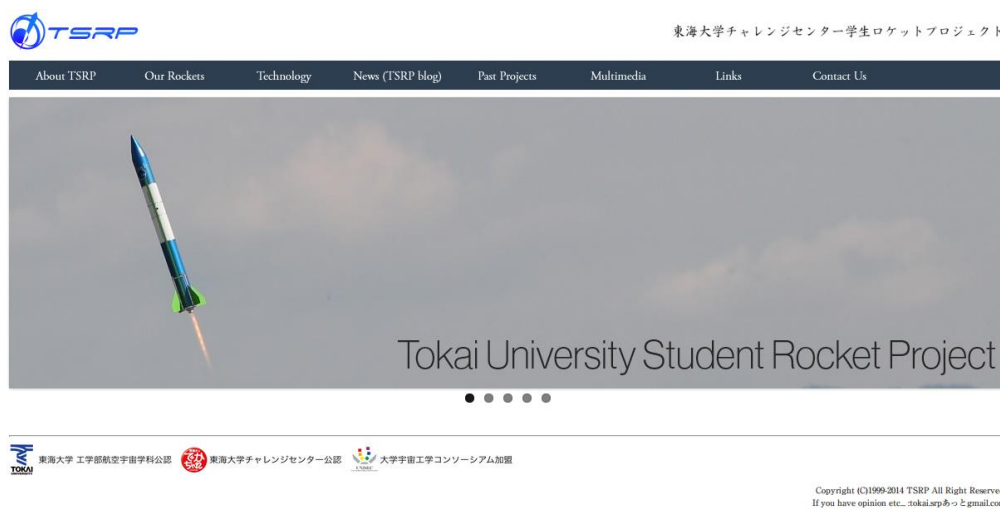 TSRP
東海大学チャレンジセンター学生ロケットプロジェクト
About TSRP Our Rockets Technology News (TSRP blog) Past Projects Multimedia Links Contact Us
Tokai University Student Rocket Project
TOKAI 東海大学 工学部航空宇宙学科公認 東海大学チャレンジセンター公認 UNISEC 大学宇宙工学コンソーシアム加盟
Copyright (C)1999-2014 TSRP All Right Reserve
If you have opinion etc... :tokai.srpあっとgmail.co